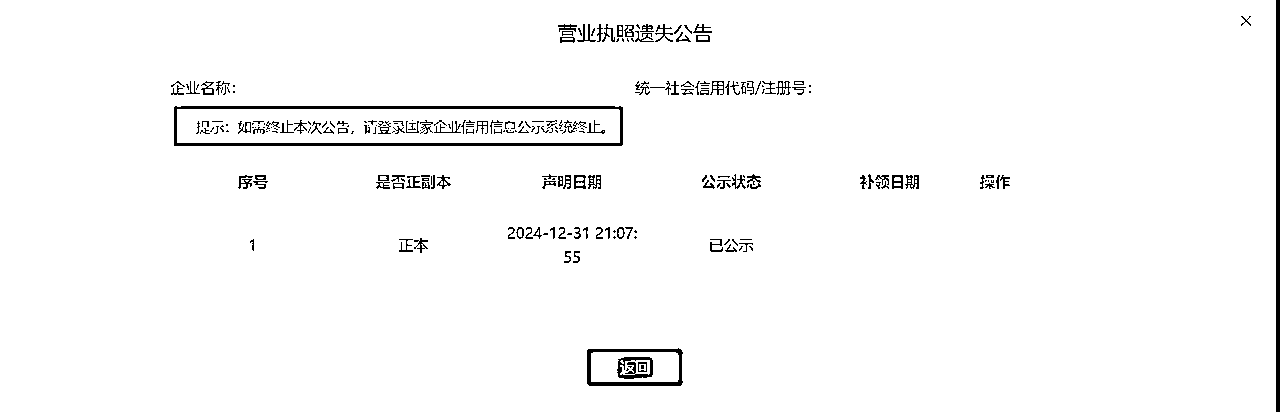 营业执照遗失公告
×
企业名称： 统一社会信用代码/注册号：
提示：如需终止本次公告，请登录国家企业信用信息公示系统终止。
序号 是否正副本 声明日期 公示状态 补领日期 操作
1 正本 2024-12-31 21:07: 已公示
55
返回